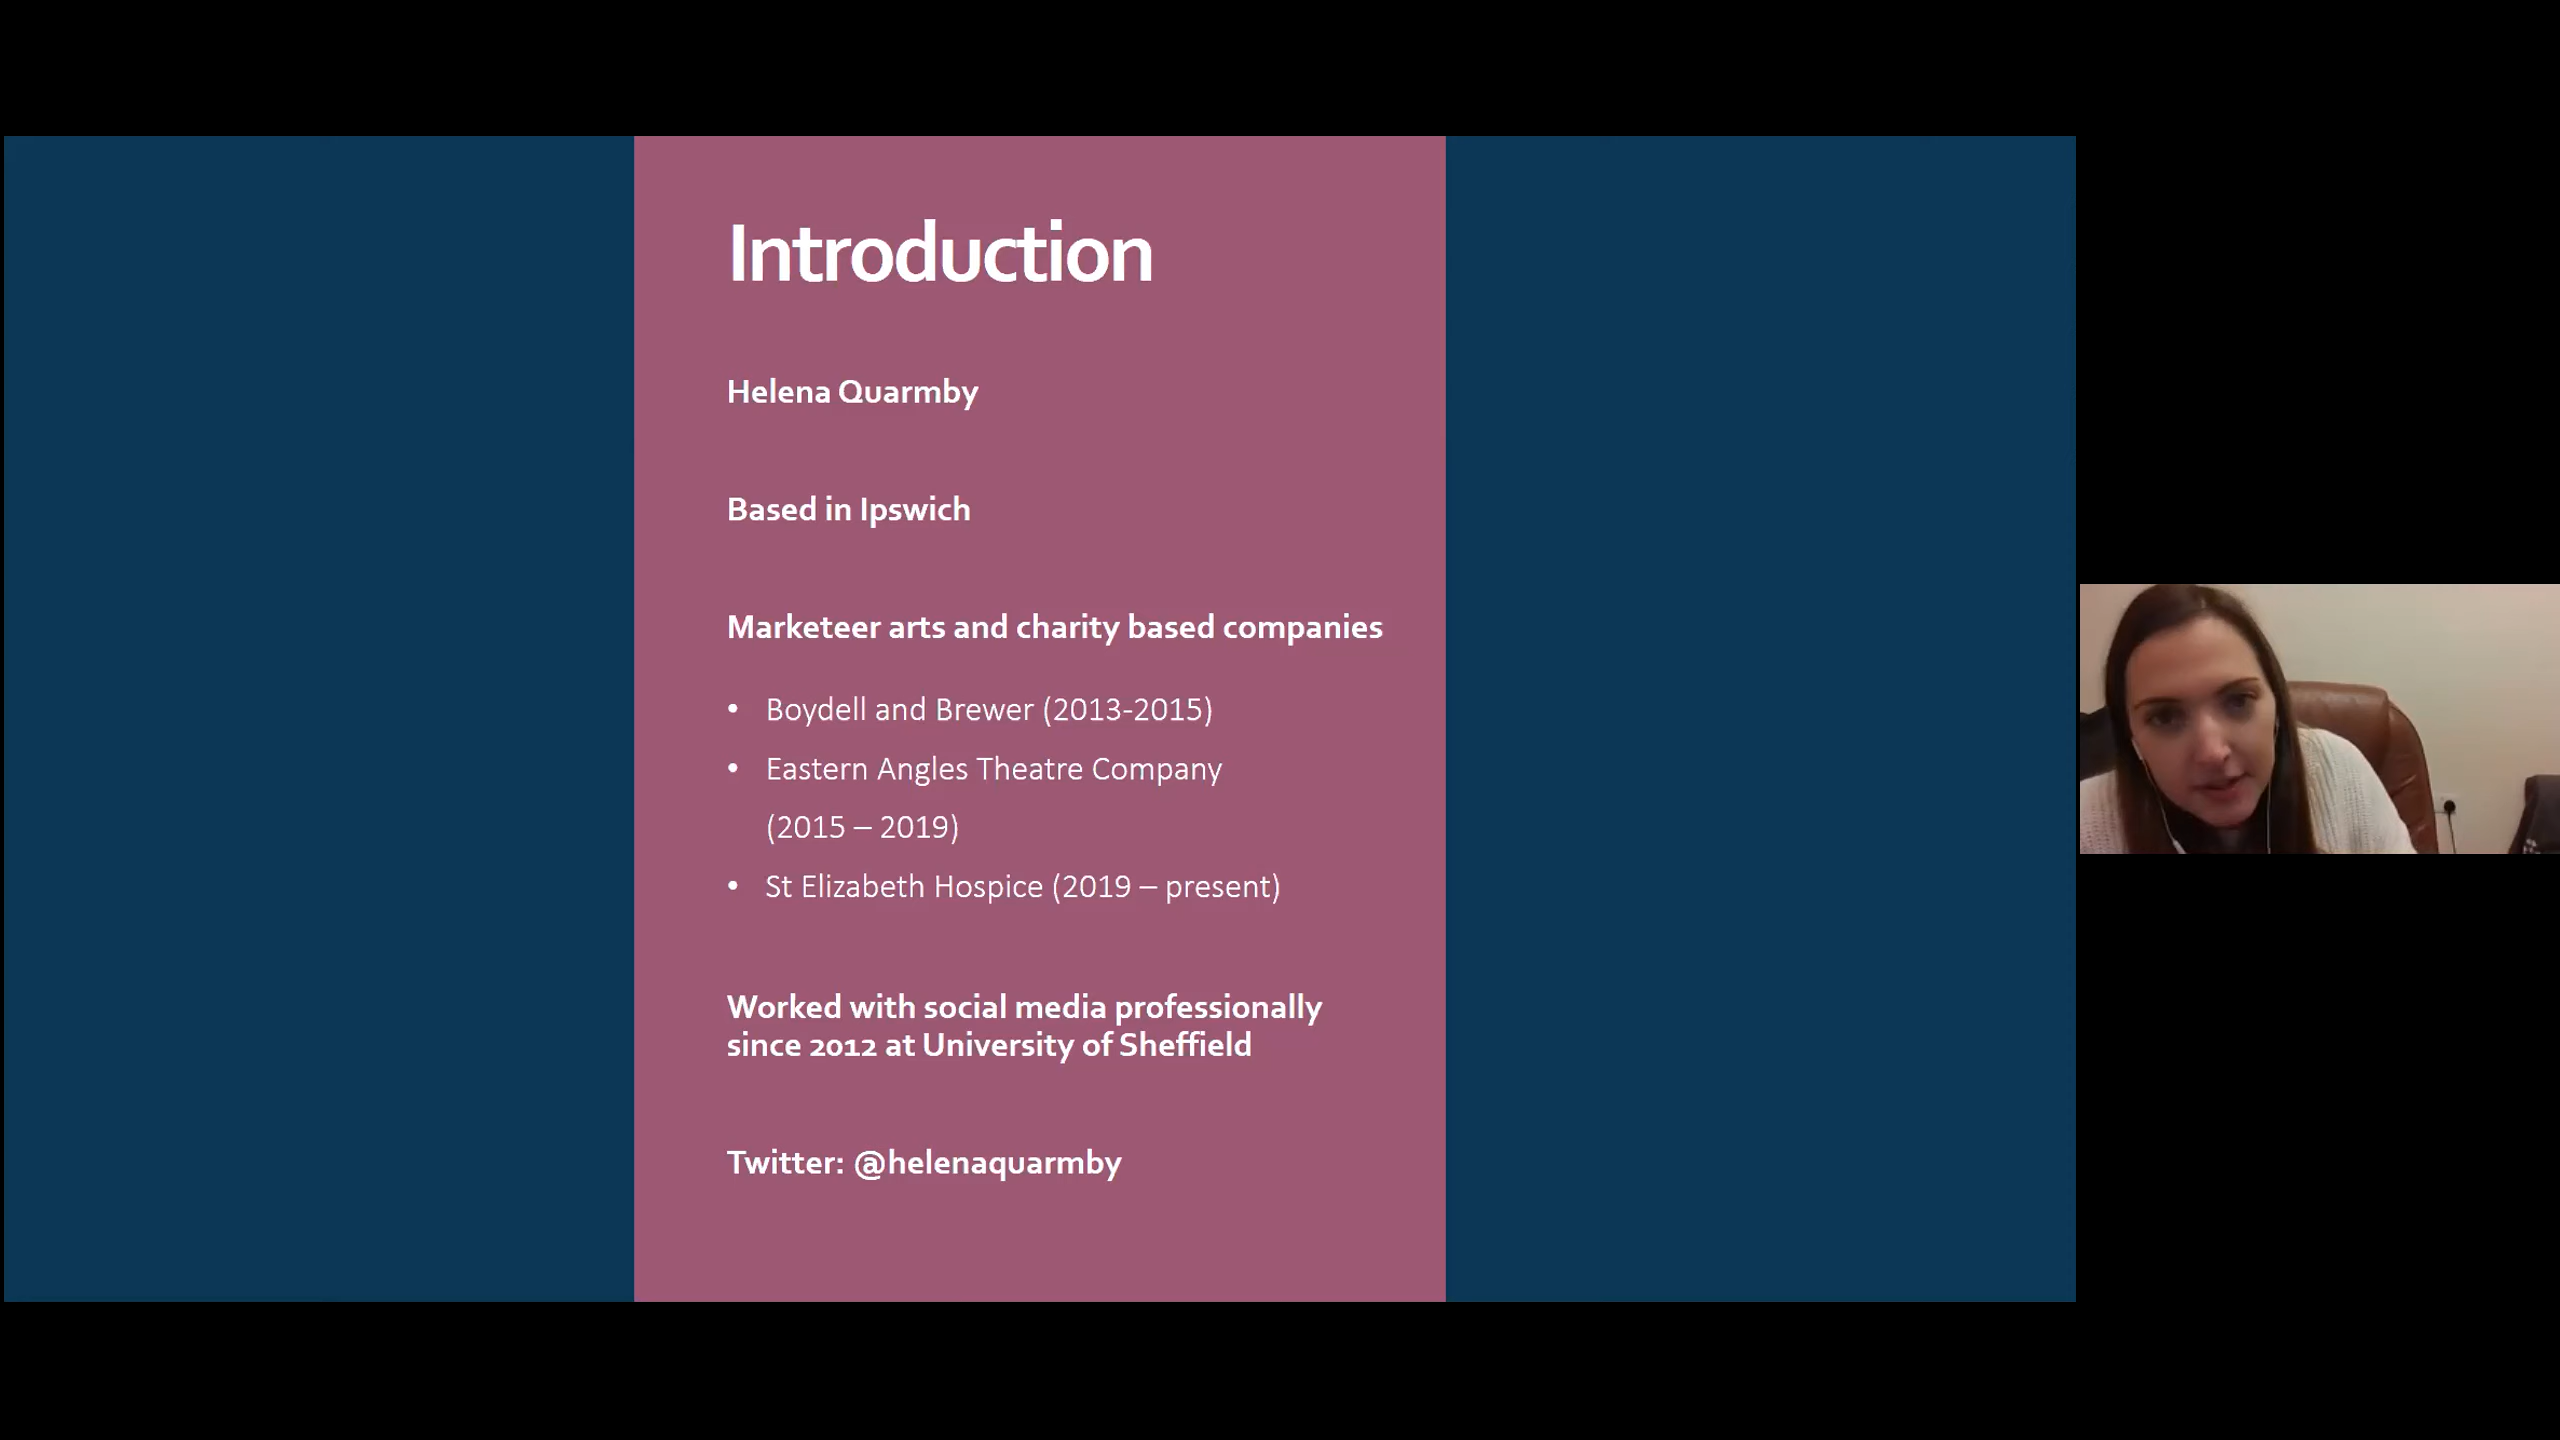 Introduction
Helena Quarmby
Based in Ipswich
Marketeer arts and charity based companies
• Boydell and Brewer (2013-2015)
• Eastern Angles Theatre Company
(2015 – 2019)
• St Elizabeth Hospice (2019 – present)
Worked with social media professionally
since 2012 at University of Sheffield
Twitter: @helenaquarmby